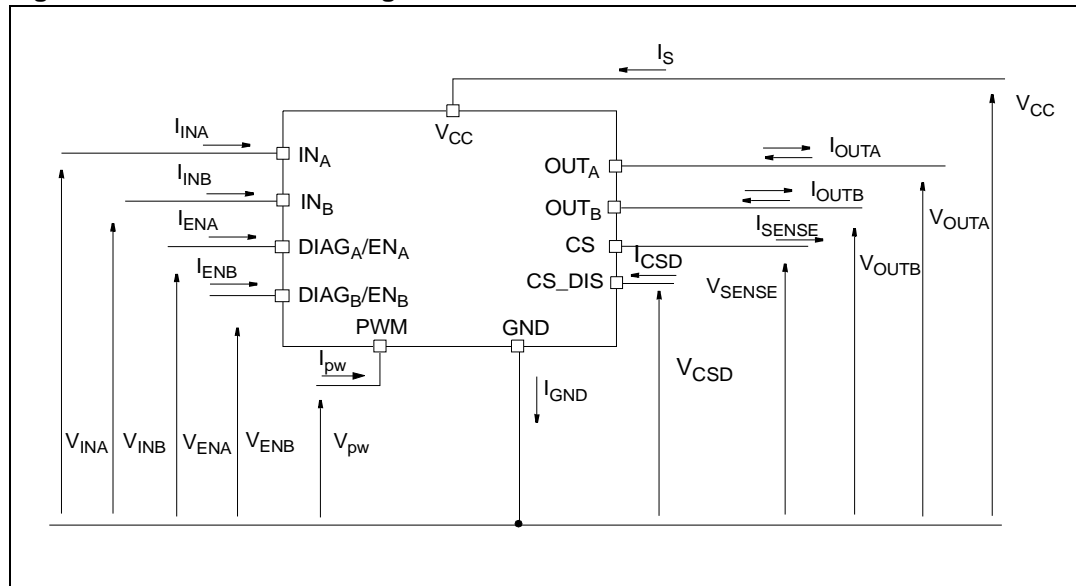 I_S
V_CC
V_CC
I_INA
IN_A
OUT_A
I_OUTA
I_INB
IN_B
OUT_B
I_OUTB
I_ENA
DIAG_A/EN_A
CS
I_SENSE
V_OUTA
I_ENB
DIAG_B/EN_B
CS_DIS
I_CSD
V_SENSE
V_OUTB
PWM
GND
I_pw
I_GND
V_CSD
V_INA
V_INB
V_ENA
V_ENB
V_pw